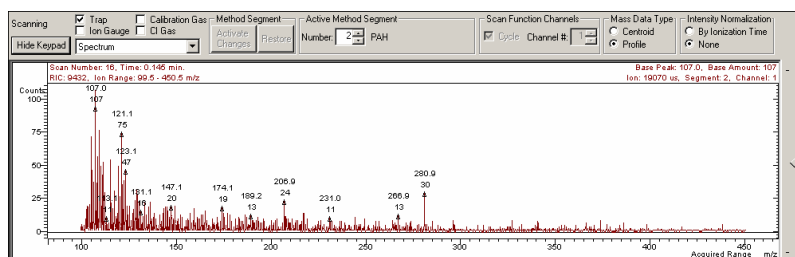 Scanning
Trap
Calibration Gas
Ion Gauge
CI Gas
Hide Keypad
Spectrum
Method Segment
Activate Changes
Restore
Active Method Segment
Number: 2 PAH
Scan Function Channels
Cycle Channel #: 1
Mass Data Type
Centroid
Profile
Intensity Normalization
By Ionization Time
None
Scan Number: 16, Time: 0.145 min.
RIC: 9432, Ion Range: 99.5 - 450.5 m/z
Base Peak: 107.0, Base Amount: 107
Ion: 19070 us, Segment: 2, Channel: 1
Counts
100
75
50
25
0
107.0
107
121.1
75
123.1
47
131.1
147.1
20
174.1
19
189.2
13
206.9
24
231.0
11
266.9
13
280.9
30
100
150
200
250
300
350
400
450
Acquired Range m/z